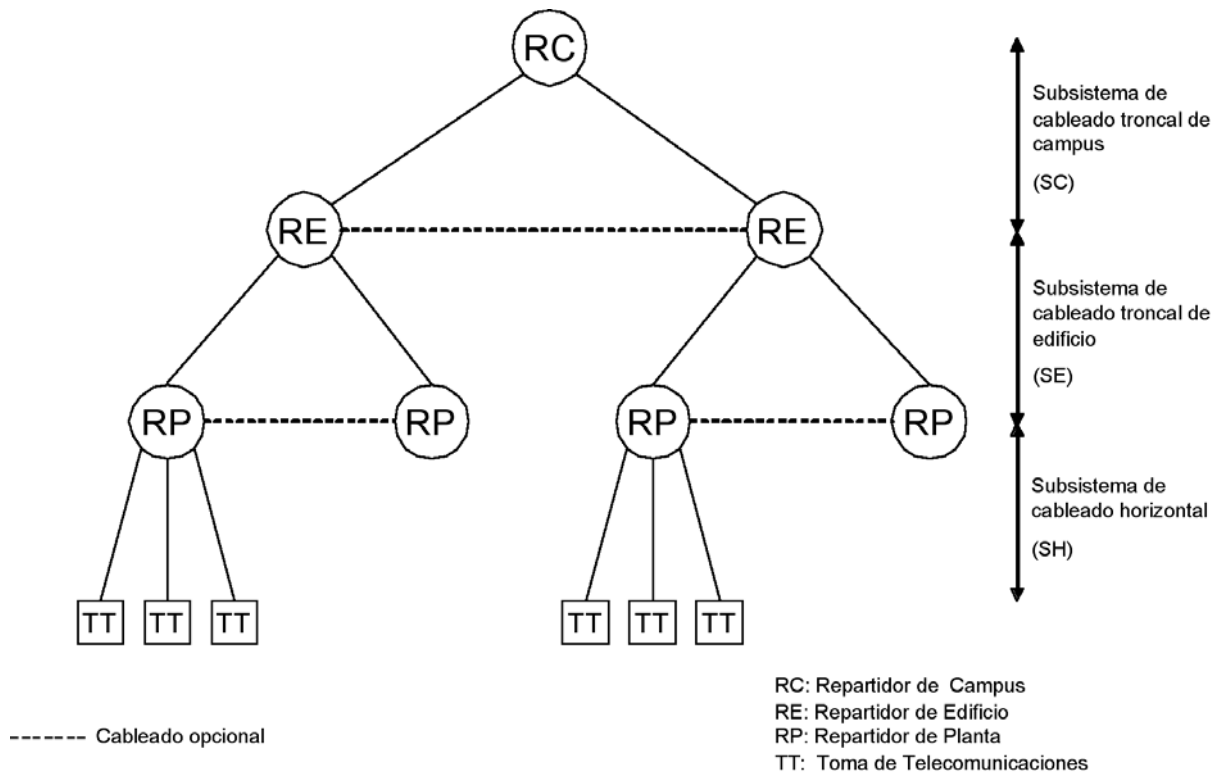 RC
Subsistema de
cableado troncal de
campus
(SC)
RE
RE
Subsistema de
cableado troncal de
edificio
(SE)
RP
RP
RP
RP
Subsistema de
cableado horizontal
(SH)
TT
TT
TT
TT
TT
TT
RC: Repartidor de Campus
RE: Repartidor de Edificio
RP: Repartidor de Planta
TT: Toma de Telecomunicaciones
Cableado opcional